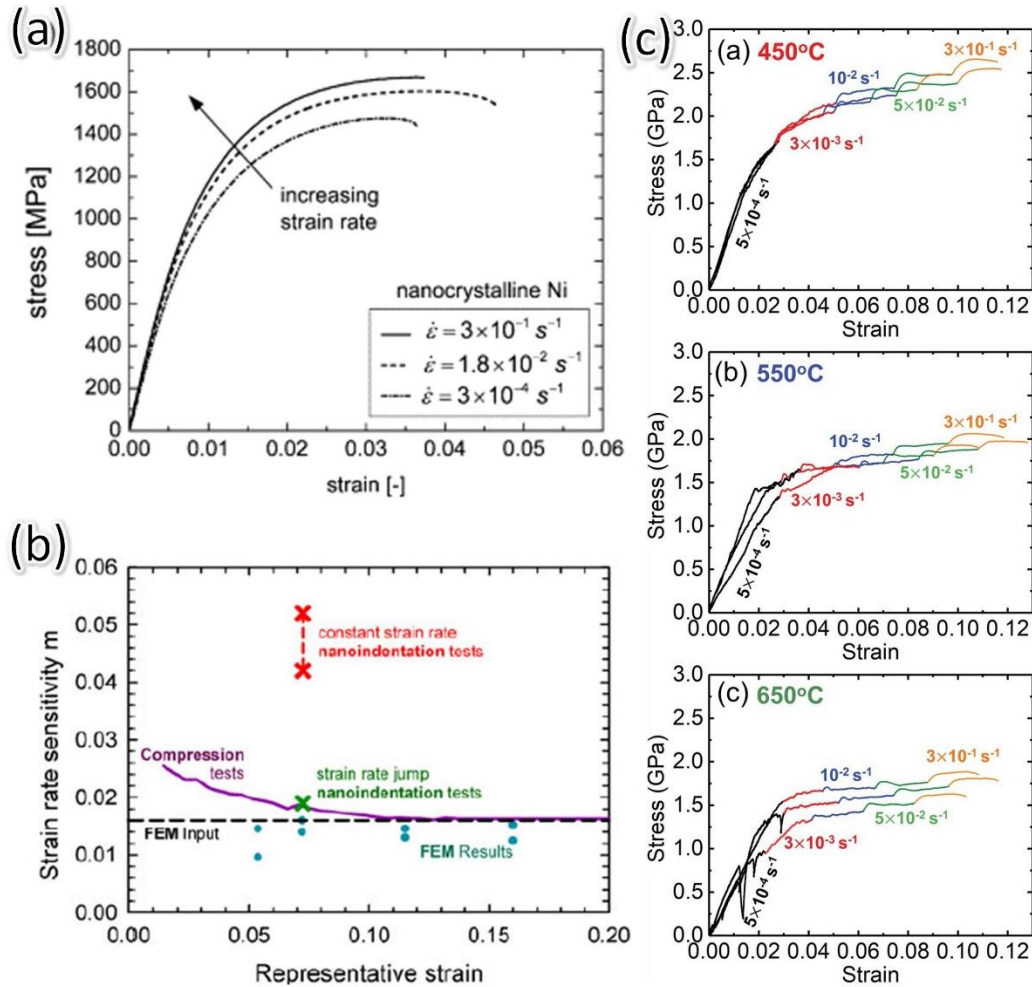 (a)
1800
1600
1400
1200
1000
800
600
400
200
0
stress [MPa]
increasing
strain rate
nanocrystalline Ni
ε̇ = 3×10⁻¹ s⁻¹
ε̇ = 1.8×10⁻² s⁻¹
ε̇ = 3×10⁻⁴ s⁻¹
0.00 0.01 0.02 0.03 0.04 0.05 0.06
strain [-]
(b)
0.06
0.05
0.04
0.03
0.02
0.01
0.00
Strain rate sensitivity m
constant strain rate
nanoindentation tests
Compression
tests
strain rate jump
nanoindentation tests
FEM Input
FEM Results
0.00 0.05 0.10 0.15 0.20
Representative strain
(c)
(a) 450°C
3.0
2.5
2.0
1.5
1.0
0.5
0.0
Stress (GPa)
3×10⁻¹ s⁻¹
10⁻² s⁻¹
5×10⁻² s⁻¹
3×10⁻³ s⁻¹
5×10⁻⁴ s⁻¹
0.00 0.02 0.04 0.06 0.08 0.10 0.12
Strain
(b) 550°C
3.0
2.5
2.0
1.5
1.0
0.5
0.0
Stress (GPa)
3×10⁻¹ s⁻¹
10⁻² s⁻¹
5×10⁻² s⁻¹
3×10⁻³ s⁻¹
5×10⁻⁴ s⁻¹
0.00 0.02 0.04 0.06 0.08 0.10 0.12
Strain
(c) 650°C
3.0
2.5
2.0
1.5
1.0
0.5
0.0
Stress (GPa)
3×10⁻¹ s⁻¹
10⁻² s⁻¹
5×10⁻² s⁻¹
3×10⁻³ s⁻¹
5×10⁻⁴ s⁻¹
0.00 0.02 0.04 0.06 0.08 0.10 0.12
Strain